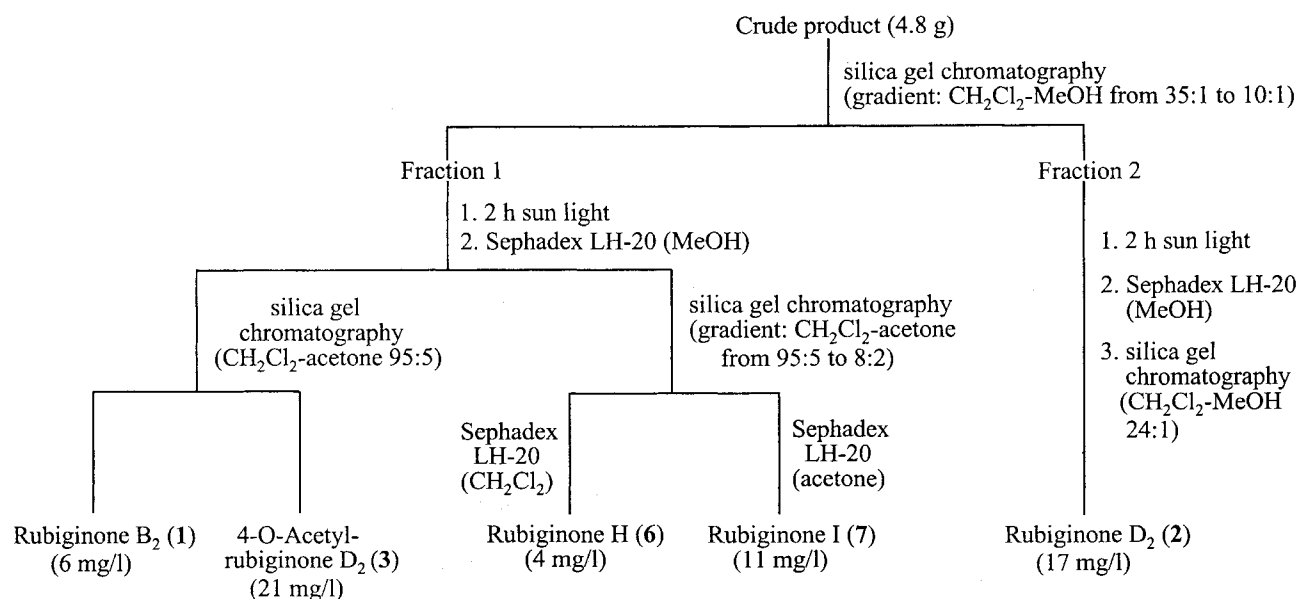 Crude product (4.8 g)
silica gel chromatography
(gradient: CH₂Cl₂-MeOH from 35:1 to 10:1)
Fraction 1
Fraction 2
1. 2 h sun light
2. Sephadex LH-20 (MeOH)
1. 2 h sun light
2. Sephadex LH-20
(MeOH)
3. silica gel
chromatography
(CH₂Cl₂-MeOH
24:1)
silica gel
chromatography
(CH₂Cl₂-acetone 95:5)
silica gel chromatography
(gradient: CH₂Cl₂-acetone
from 95:5 to 8:2)
Sephadex
LH-20
(CH₂Cl₂)
Sephadex
LH-20
(acetone)
Rubiginone B₂ (1)
(6 mg/l)
4-O-Acetyl-
rubiginone D₂ (3)
(21 mg/l)
Rubiginone H (6)
(4 mg/l)
Rubiginone I (7)
(11 mg/l)
Rubiginone D₂ (2)
(17 mg/l)